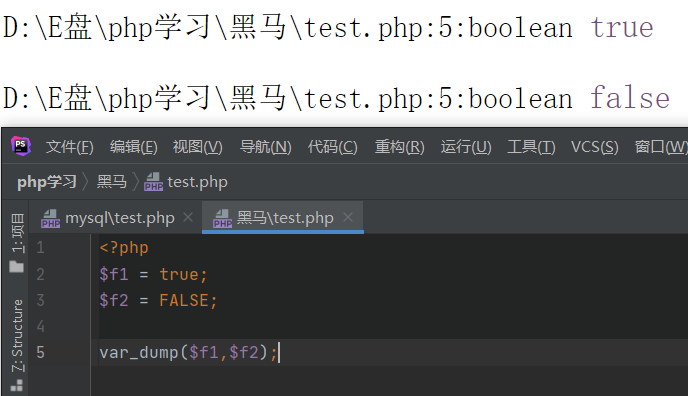 D:\E盘\php学习\黑马\test.php:5:boolean true
D:\E盘\php学习\黑马\test.php:5:boolean false
PS 文件(F) 编辑(E) 视图(V) 导航(N) 代码(C) 重构(R) 运行(U) 工具(T) VCS(S) 窗口(W)
php学习 黑马 PHP test.php
PHP mysql\test.php PHP 黑马\test.php
1: 项目
Z: Structure
1 <?php
2 $f1 = true;
3 $f2 = FALSE;
4
5 var_dump($f1,$f2);